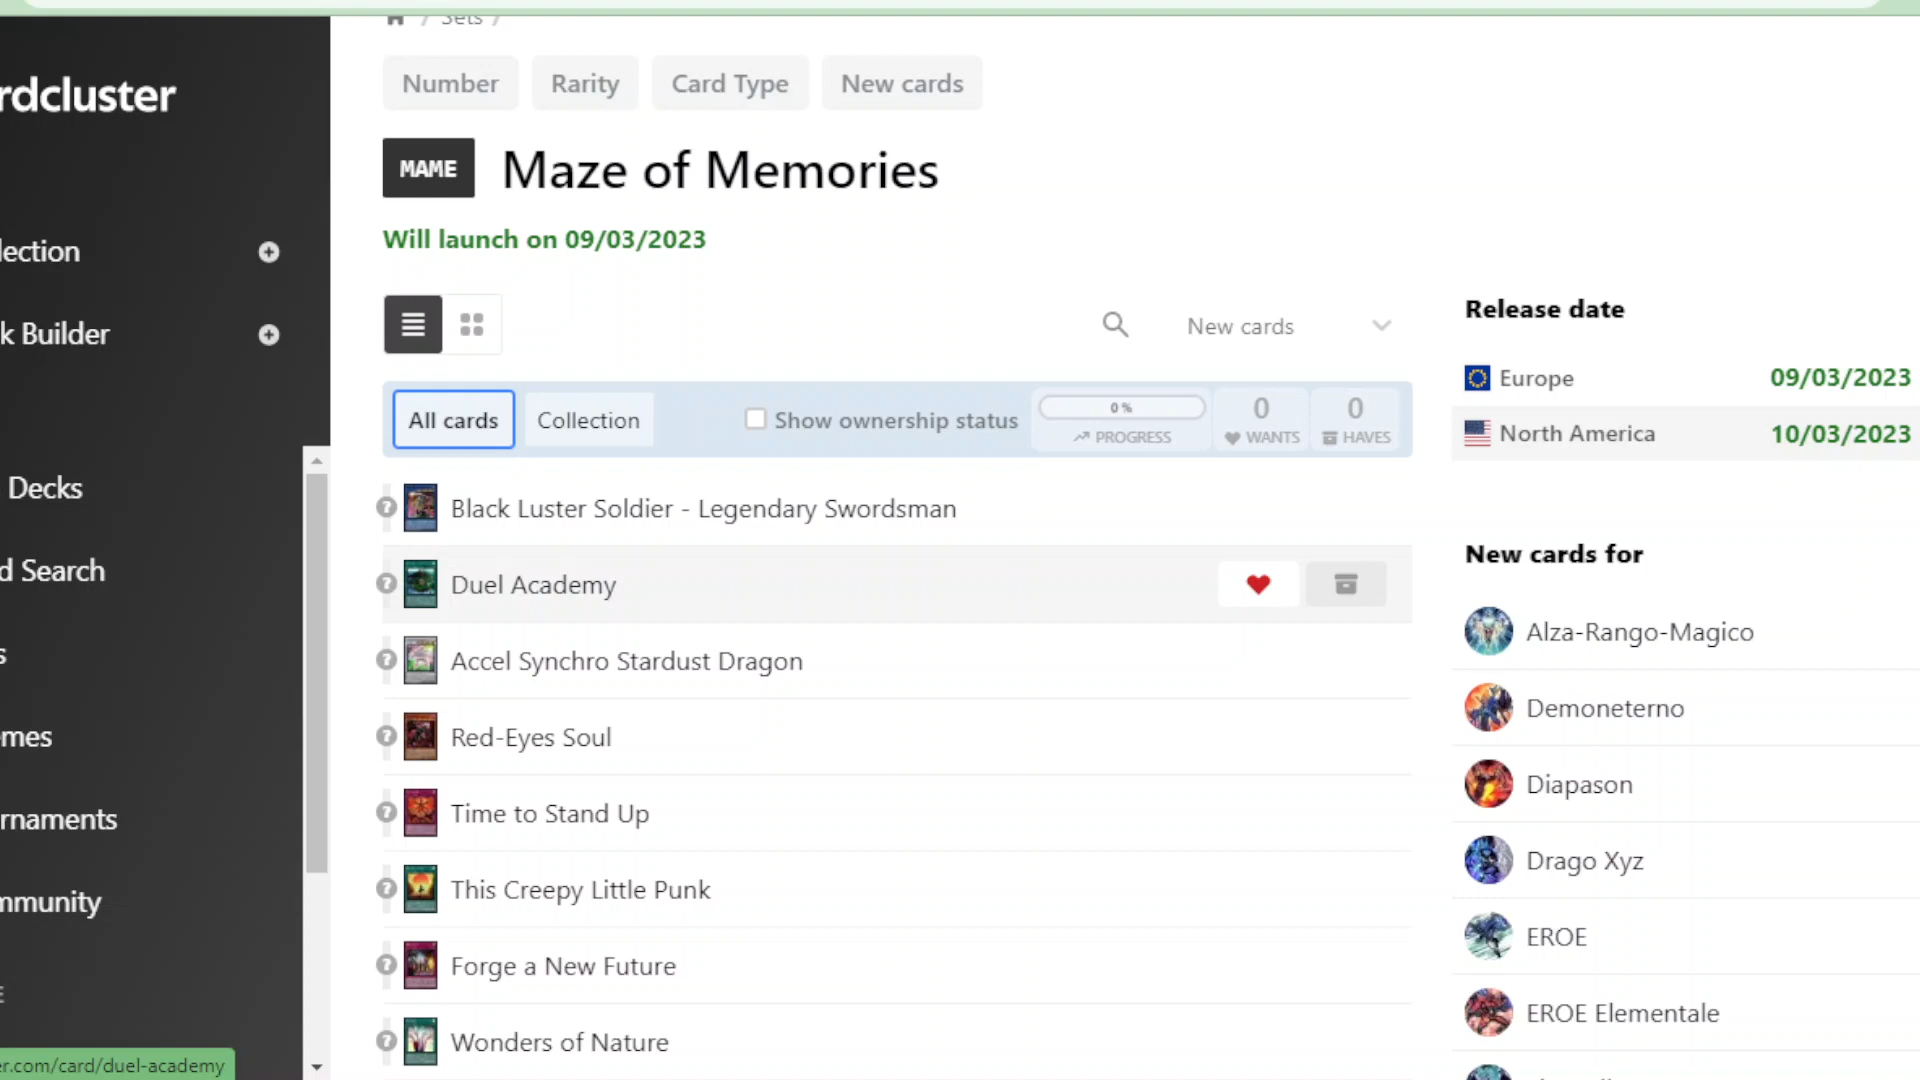 / Sets /
Number Rarity Card Type New cards
rdcluster
MAME Maze of Memories
Will launch on 09/03/2023
lection
k Builder
Decks
d Search
s
emes
rnaments
mmunity
E
er.com/card/duel-academy
New cards
All cards Collection Show ownership status 0 % PROGRESS 0 WANTS 0 HAVES
Black Luster Soldier - Legendary Swordsman
Duel Academy
Accel Synchro Stardust Dragon
Red-Eyes Soul
Time to Stand Up
This Creepy Little Punk
Forge a New Future
Wonders of Nature
Release date
Europe 09/03/2023
North America 10/03/2023
New cards for
Alza-Rango-Magico
Demoneterno
Diapason
Drago Xyz
EROE
EROE Elementale